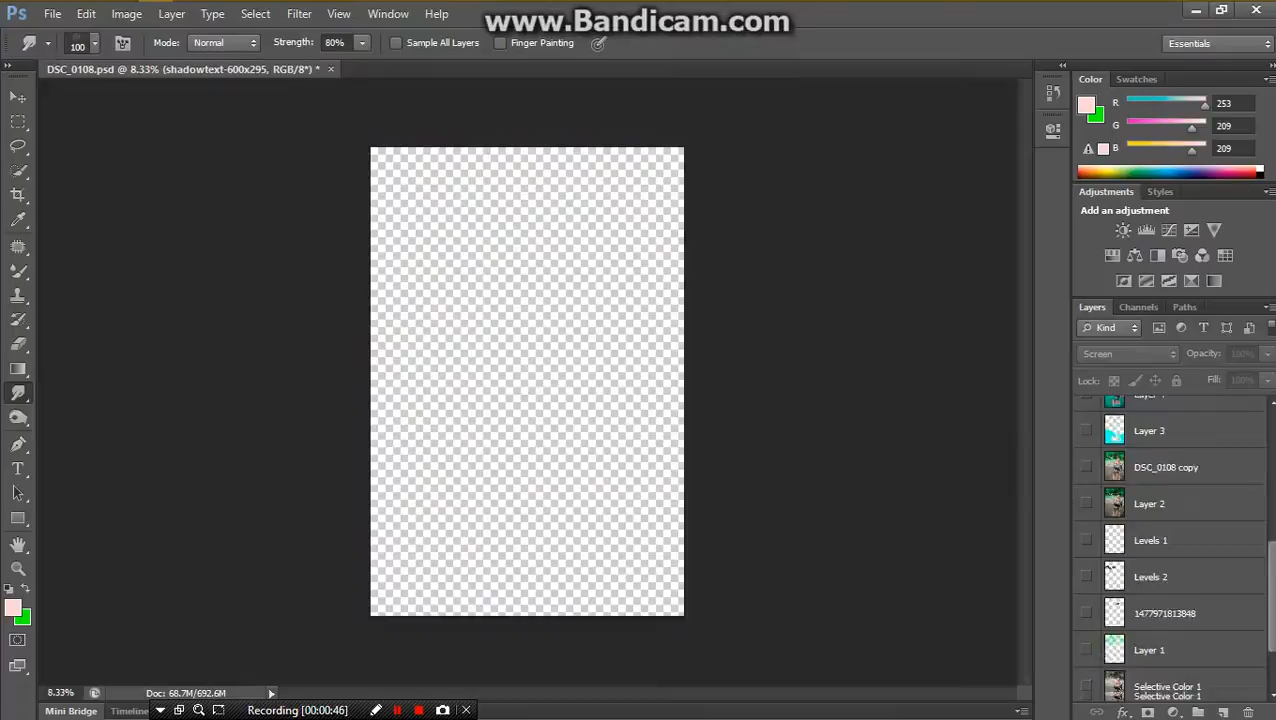 Ps File Edit Image Layer Type Select Filter View Window Help
www.Bandicam.com
100 Mode: Normal Strength: 80% Sample All Layers Finger Painting Essentials
DSC_0108.psd @ 8.33% (shadowtext-600x295, RGB/8*) * ×
Color Swatches
R 253
G 209
B 209
Adjustments Styles
Add an adjustment
Layers Channels Paths
Kind
Screen Opacity: 100%
Lock: Fill: 100%
Layer 3
DSC_0108 copy
Layer 2
Levels 1
Levels 2
1477971813848
Layer 1
Selective Color 1
Selective Color 1
8.33% Doc: 68.7M/692.6M
Mini Bridge Timeline Recording [00:00:46]